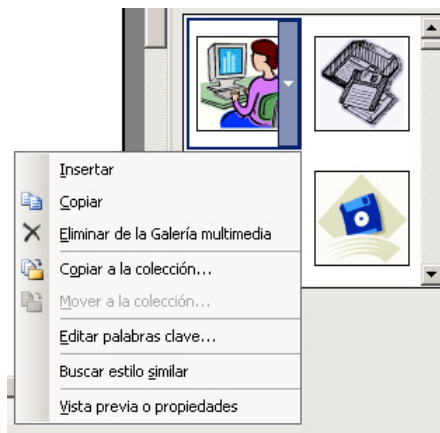 Insertar
Copiar
Eliminar de la Galería multimedia
Copiar a la colección...
Mover a la colección...
Editar palabras clave...
Buscar estilo similar
Vista previa o propiedades